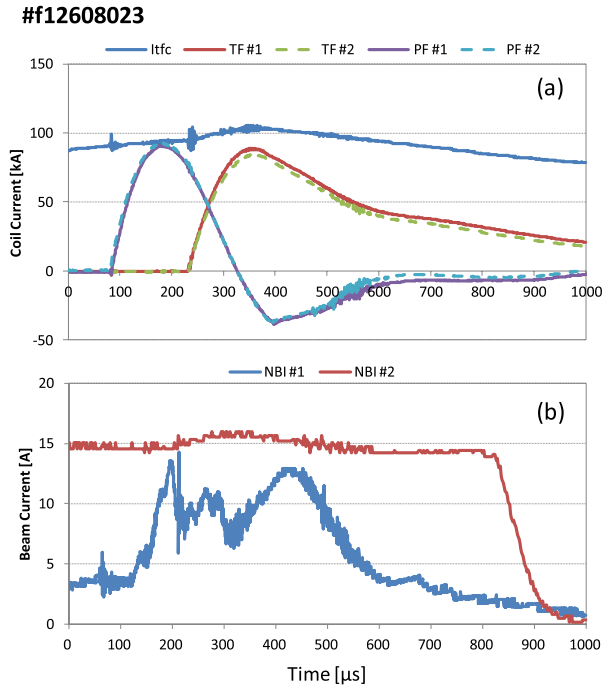 #f12608023
Itfc TF #1 TF #2 PF #1 PF #2
150
(a)
100
50
0
-50
Coil Current [kA]
0 100 200 300 400 500 600 700 800 900 1000
NBI #1 NBI #2
20
(b)
15
10
5
0
Beam Current [A]
0 100 200 300 400 500 600 700 800 900 1000
Time [µs]